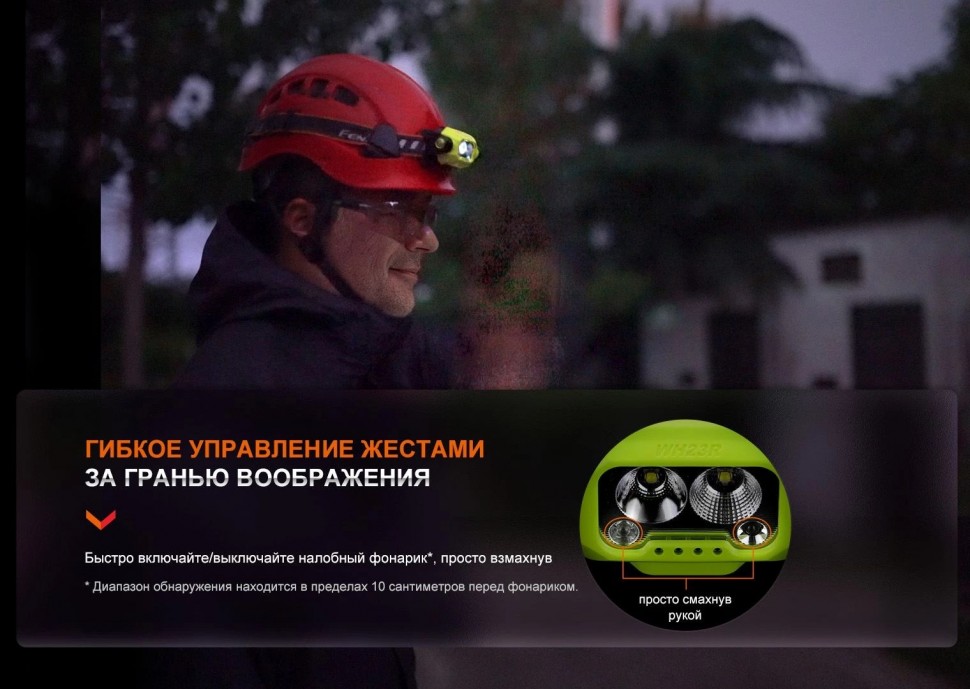 FEN
ГИБКОЕ УПРАВЛЕНИЕ ЖЕСТАМИ
ЗА ГРАНЬЮ ВООБРАЖЕНИЯ
Быстро включайте/выключайте налобный фонарик*, просто взмахнув
* Диапазон обнаружения находится в пределах 10 сантиметров перед фонариком.
WH23R
просто смахнув
рукой